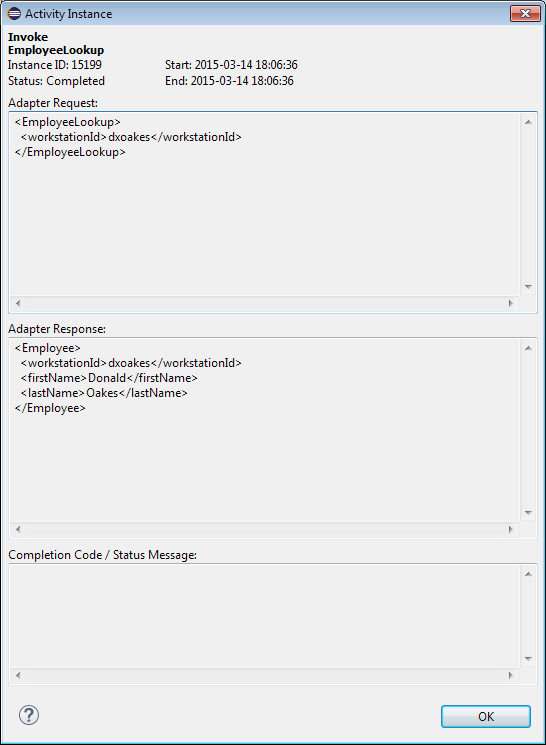 Activity Instance
Invoke
EmployeeLookup
Instance ID: 15199 Start: 2015-03-14 18:06:36
Status: Completed End: 2015-03-14 18:06:36
Adapter Request:
<EmployeeLookup>
  <workstationId>dxoakes</workstationId>
</EmployeeLookup>
Adapter Response:
<Employee>
  <workstationId>dxoakes</workstationId>
  <firstName>Donald</firstName>
  <lastName>Oakes</lastName>
</Employee>
Completion Code / Status Message:
?
OK